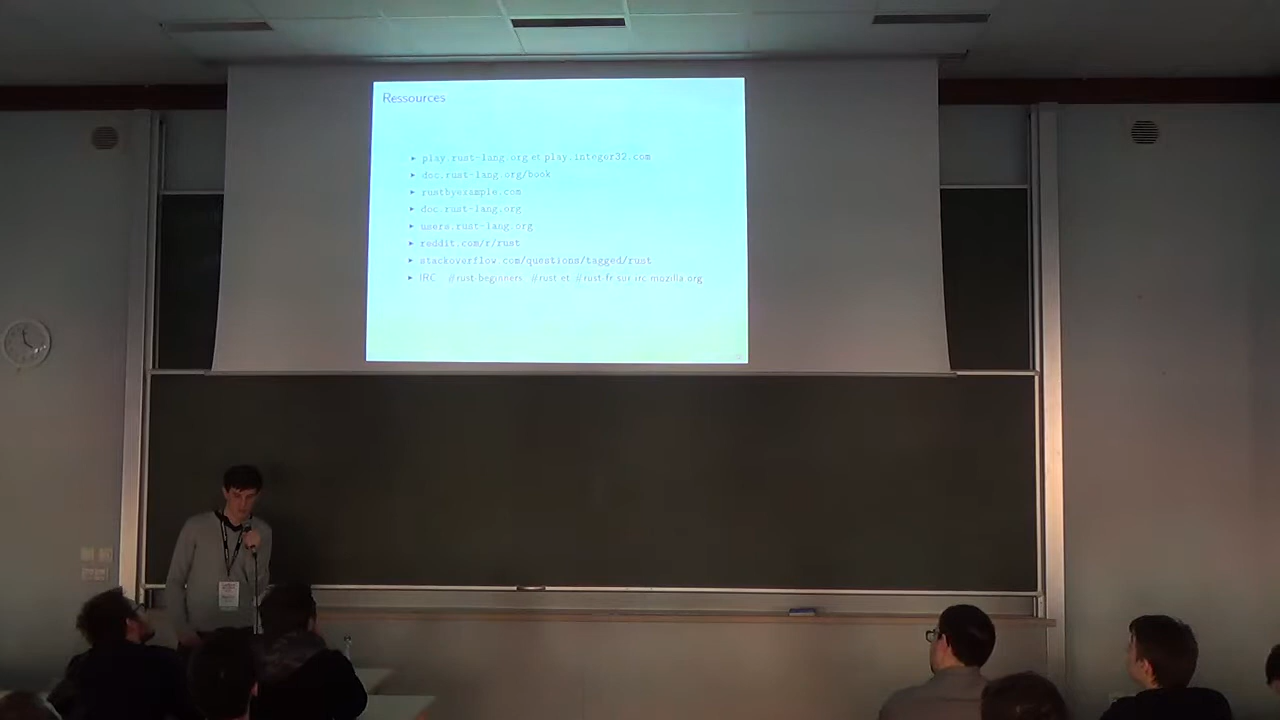 Ressources
play.rust-lang.org et play.integer32.com
doc.rust-lang.org/book
rustbyexample.com
doc.rust-lang.org
users.rust-lang.org
reddit.com/r/rust
stackoverflow.com/questions/tagged/rust
IRC #rust-beginners #rust et #rust-fr sur irc.mozilla.org